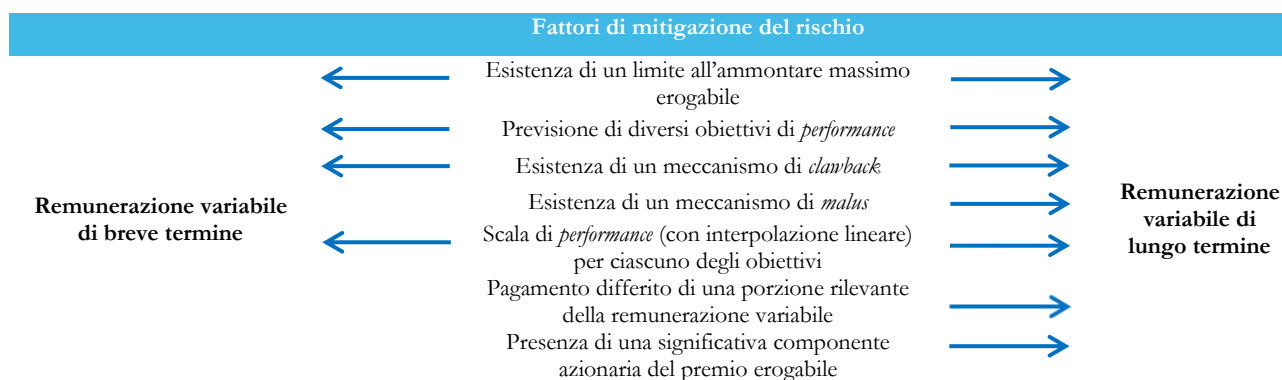 Fattori di mitigazione del rischio
Esistenza di un limite all’ammontare massimo
erogabile
Previsione di diversi obiettivi di performance
Esistenza di un meccanismo di clawback
Esistenza di un meccanismo di malus
Scala di performance (con interpolazione lineare)
per ciascuno degli obiettivi
Pagamento differito di una porzione rilevante
della remunerazione variabile
Presenza di una significativa componente
azionaria del premio erogabile
Remunerazione variabile
di breve termine
Remunerazione
variabile di
lungo termine